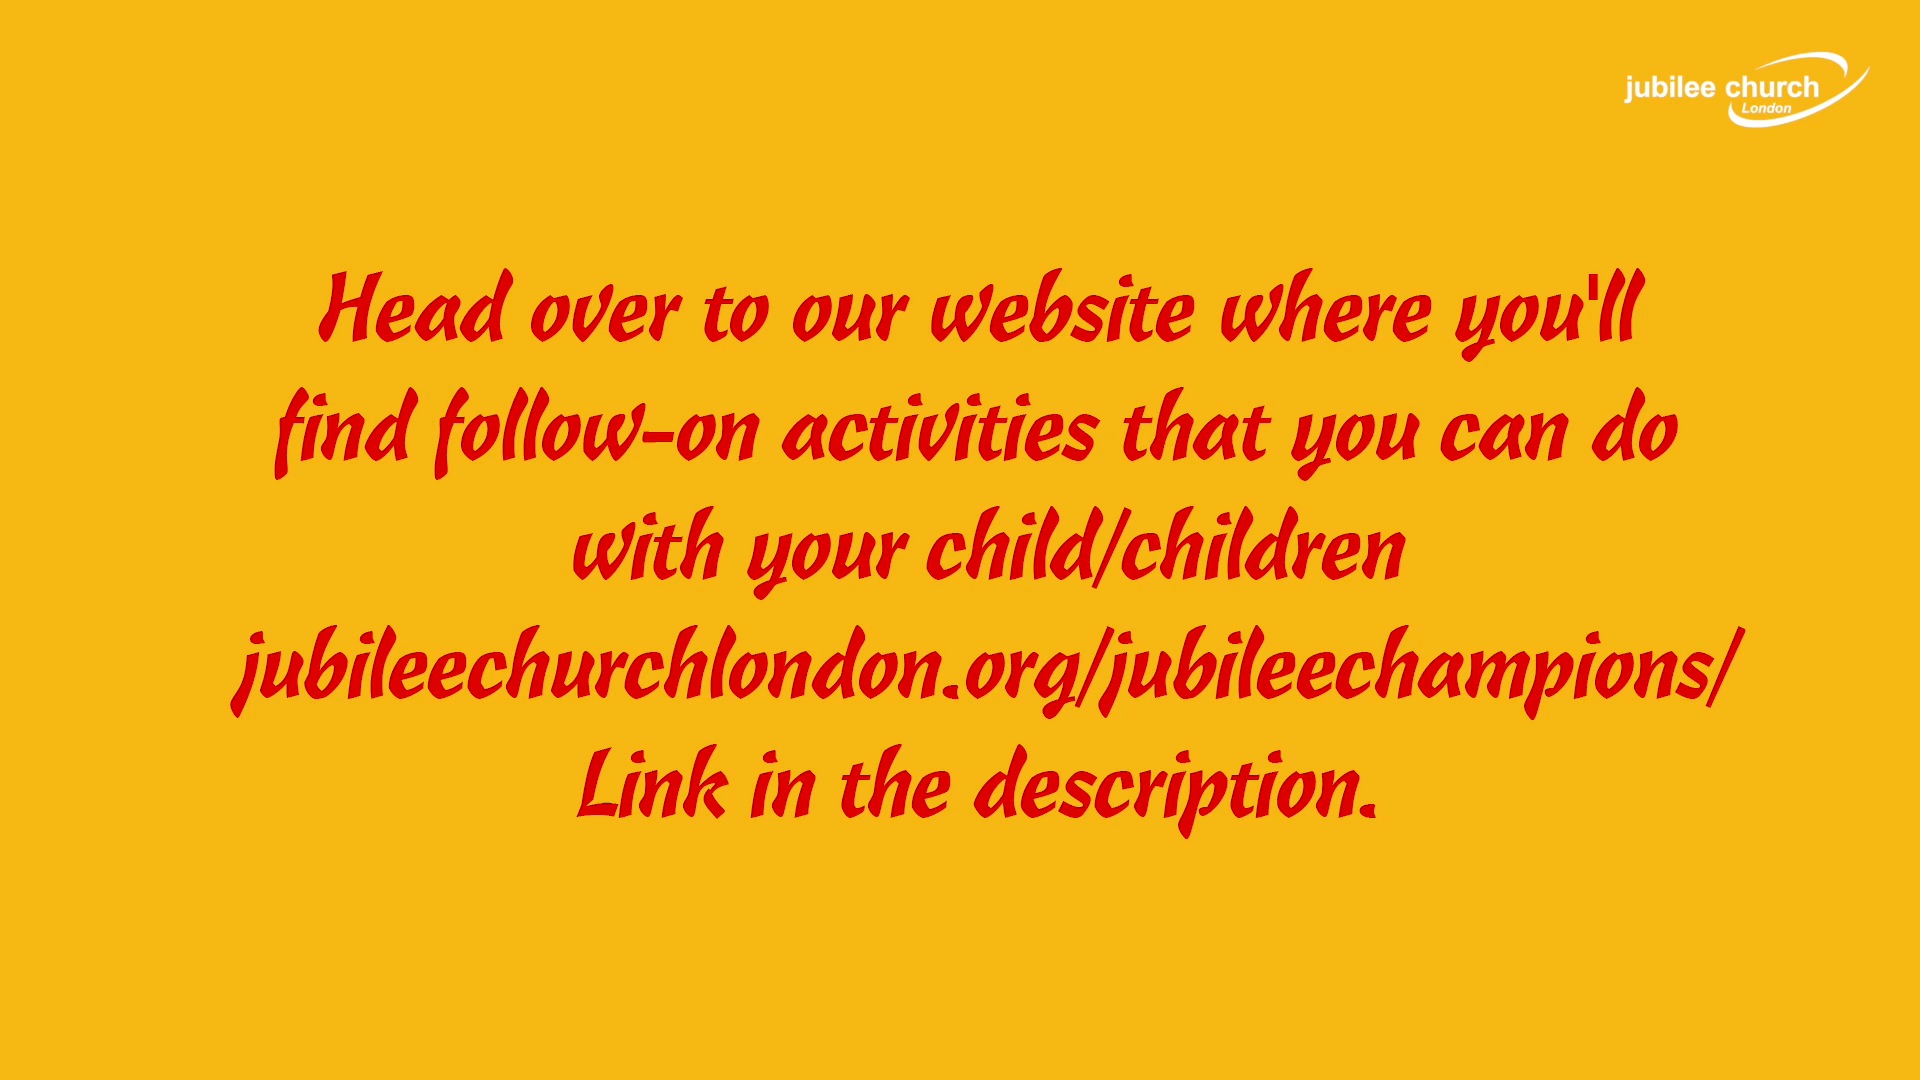 jubilee church
London
Head over to our website where you'll
find follow-on activities that you can do
with your child/children
jubileechurchlondon.org/jubileechampions/
Link in the description.